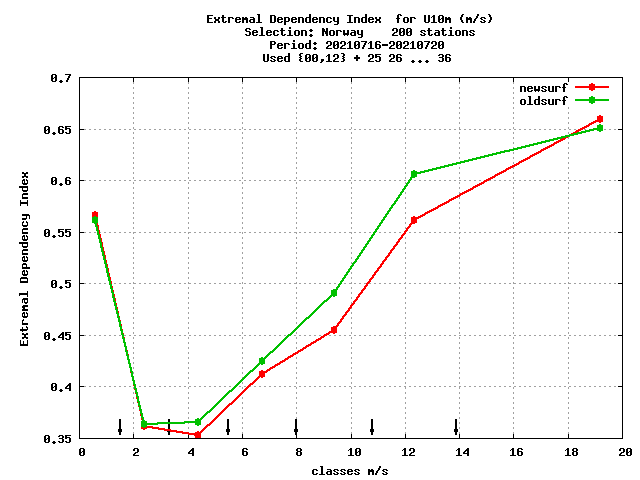 Extremal Dependency Index  for U10m (m/s)
Selection: Norway    200 stations
Period: 20210716-20210720
Used {00,12} + 25 26 ... 36
newsurf
oldsurf
0.7
0.65
0.6
0.55
0.5
0.45
0.4
0.35
Extremal Dependency Index
0 2 4 6 8 10 12 14 16 18 20
classes m/s